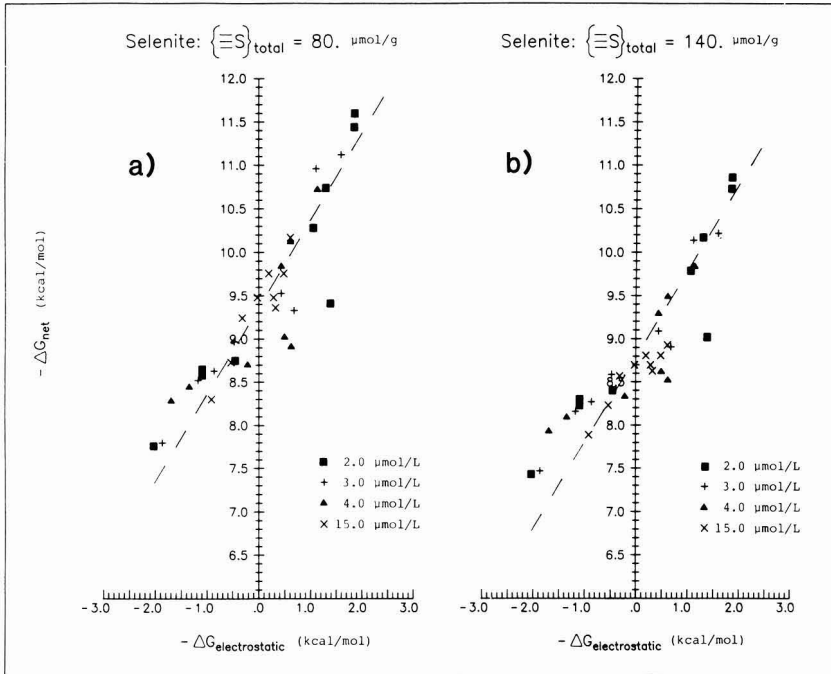 Selenite: {≡S}total = 80. µmol/g
Selenite: {≡S}total = 140. µmol/g
a)
b)
- ΔGnet (kcal/mol)
12.0
11.5
11.0
10.5
10.0
9.5
9.0
8.5
8.0
7.5
7.0
6.5
12.0
11.5
11.0
10.5
10.0
9.5
9.0
8.5
8.0
7.5
7.0
6.5
■ 2.0 µmol/L
+ 3.0 µmol/L
▲ 4.0 µmol/L
× 15.0 µmol/L
■ 2.0 µmol/L
+ 3.0 µmol/L
▲ 4.0 µmol/L
× 15.0 µmol/L
-3.0 -2.0 -1.0 .0 1.0 2.0 3.0
-3.0 -2.0 -1.0 .0 1.0 2.0 3.0
- ΔGelectrostatic (kcal/mol)
- ΔGelectrostatic (kcal/mol)